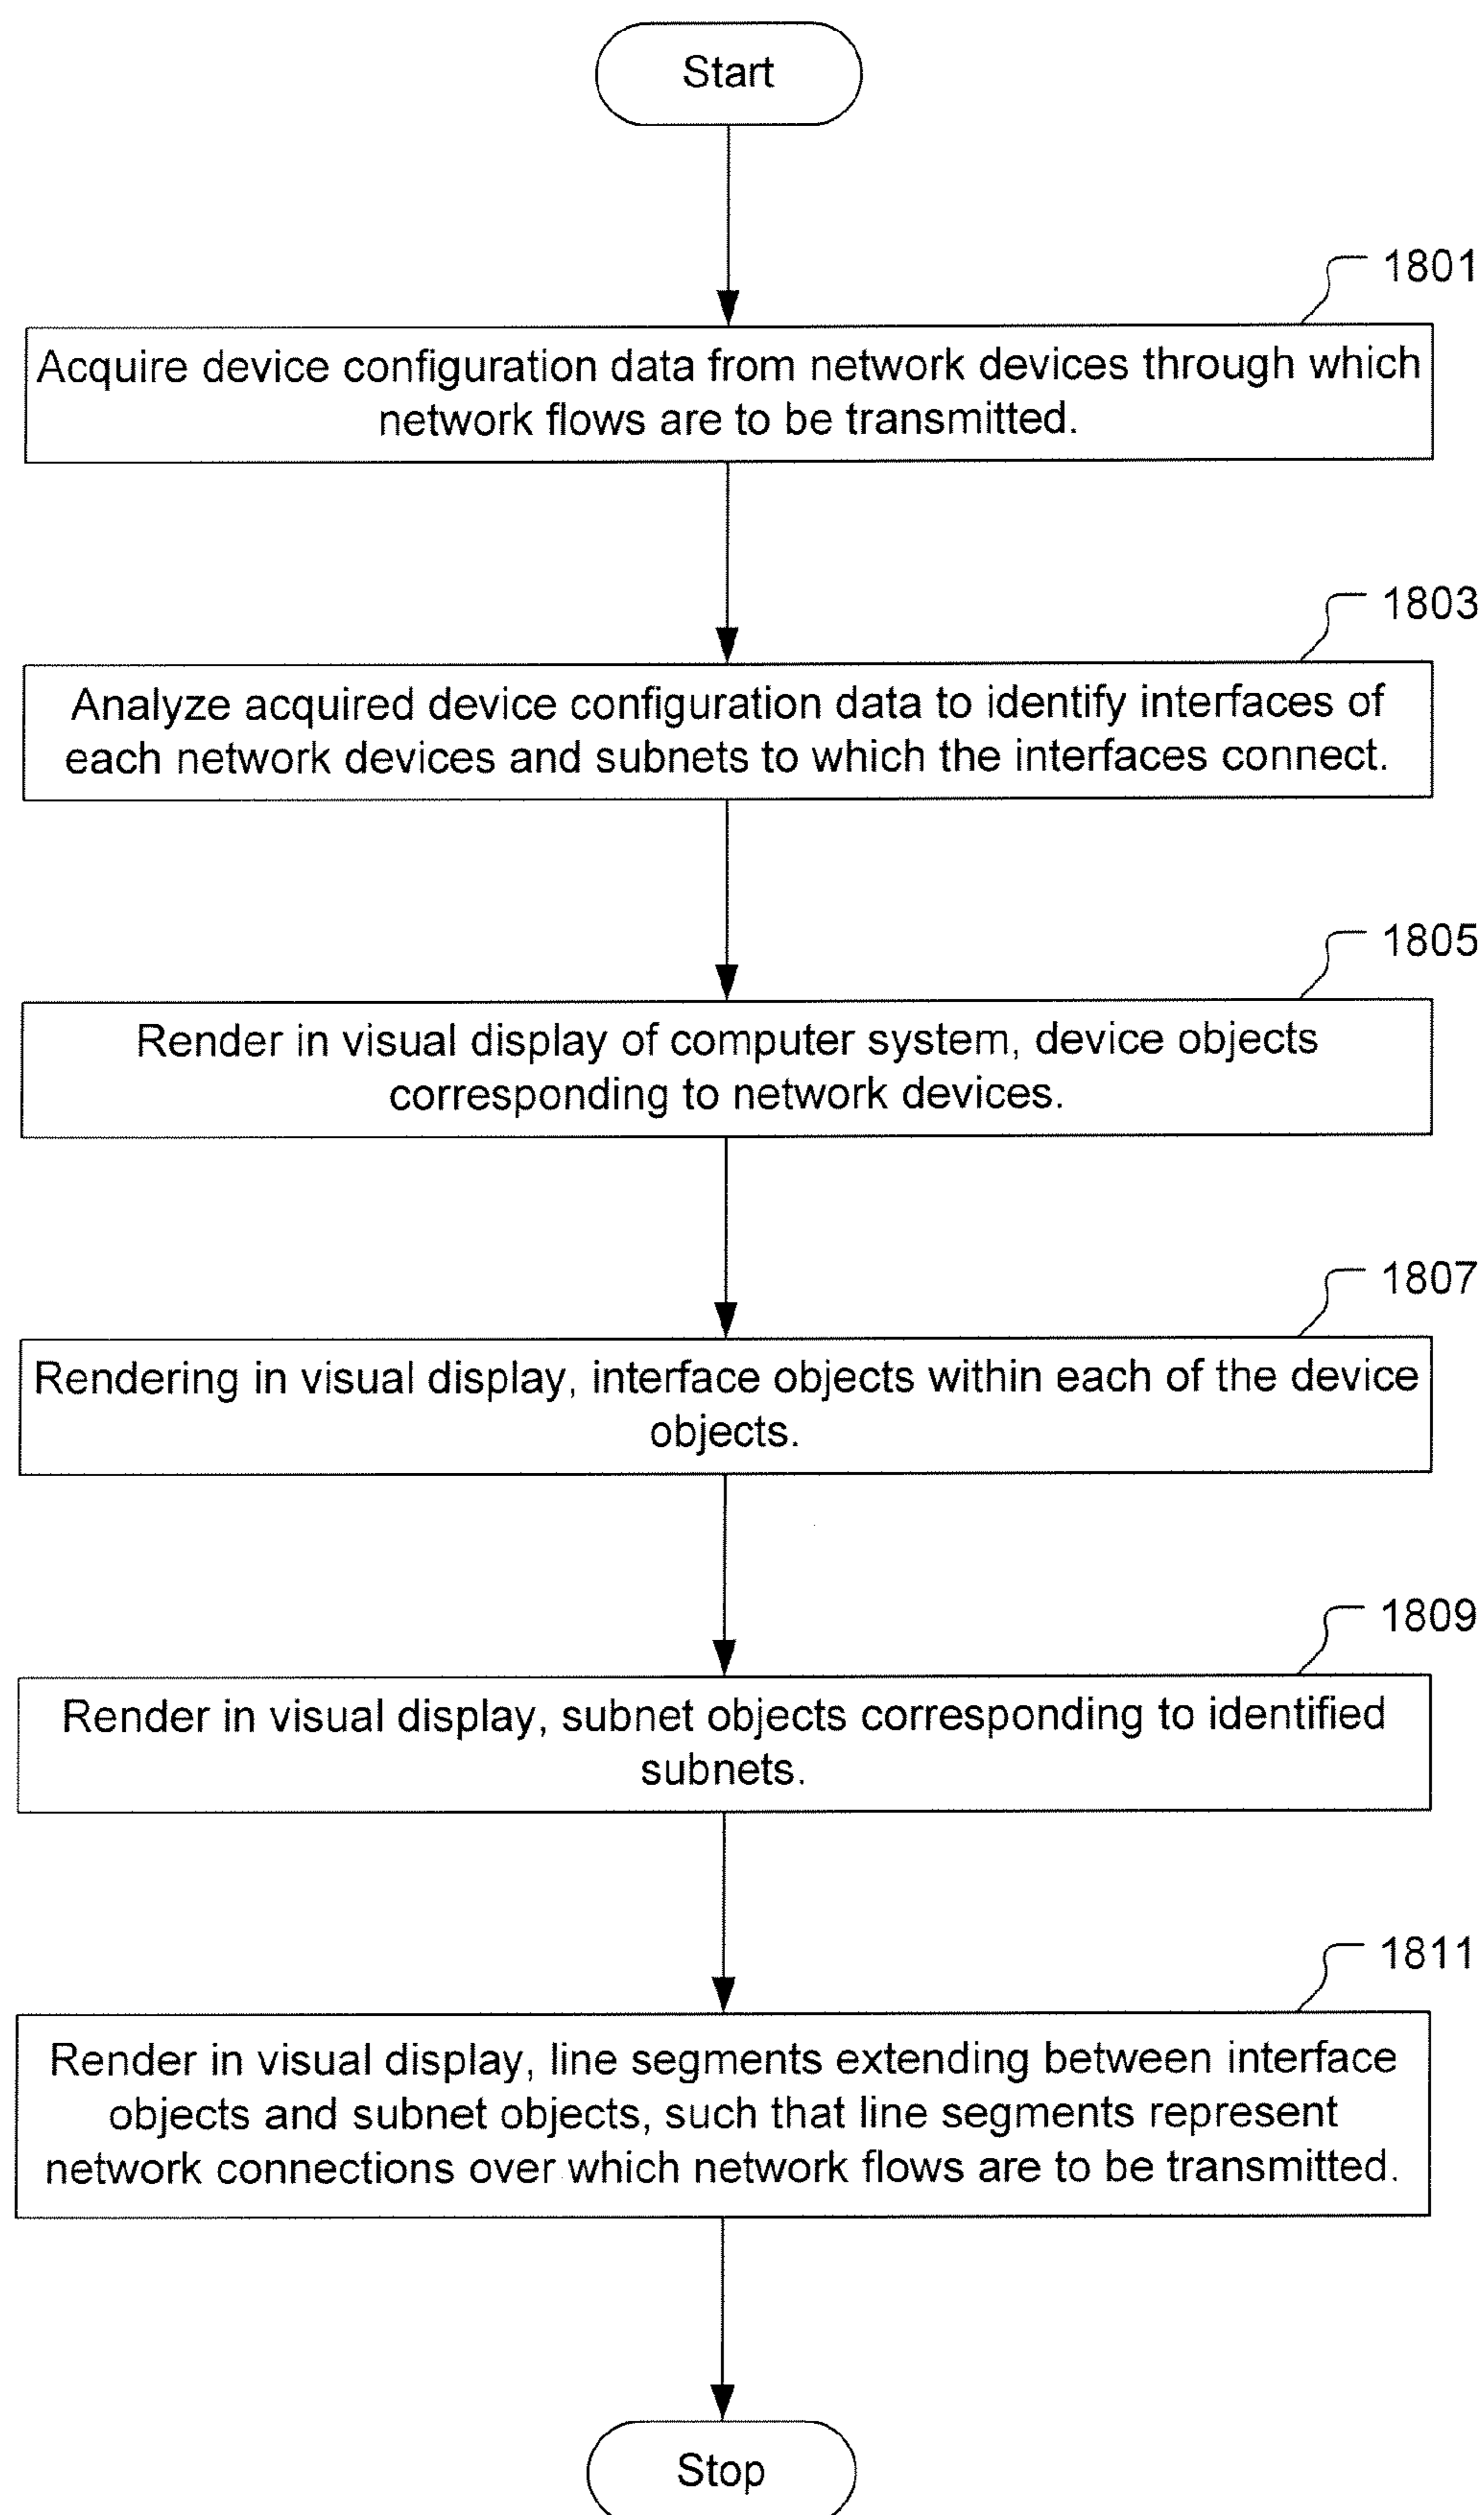 Start
1801
Acquire device configuration data from network devices through which
network flows are to be transmitted.
1803
Analyze acquired device configuration data to identify interfaces of
each network devices and subnets to which the interfaces connect.
1805
Render in visual display of computer system, device objects
corresponding to network devices.
1807
Rendering in visual display, interface objects within each of the device
objects.
1809
Render in visual display, subnet objects corresponding to identified
subnets.
1811
Render in visual display, line segments extending between interface
objects and subnet objects, such that line segments represent
network connections over which network flows are to be transmitted.
Stop